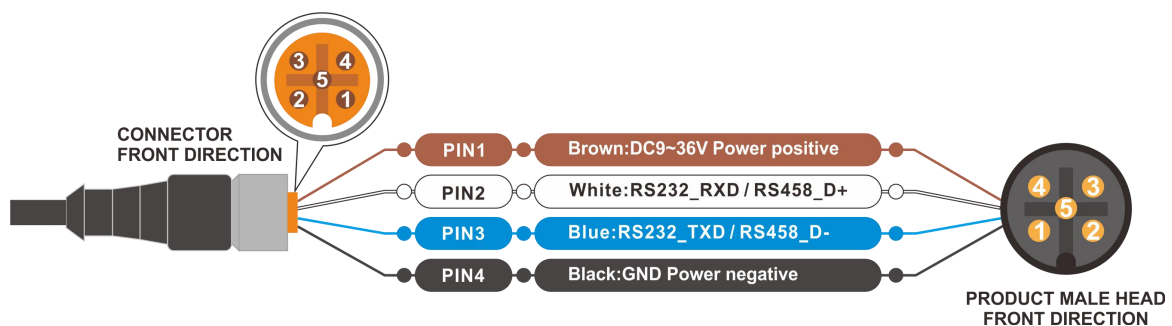 3 4
5
2 1
CONNECTOR
FRONT DIRECTION
PIN1 Brown:DC9~36V Power positive
PIN2 White:RS232_RXD / RS458_D+
PIN3 Blue:RS232_TXD / RS458_D-
PIN4 Black:GND Power negative
4 3
5
1 2
PRODUCT MALE HEAD
FRONT DIRECTION